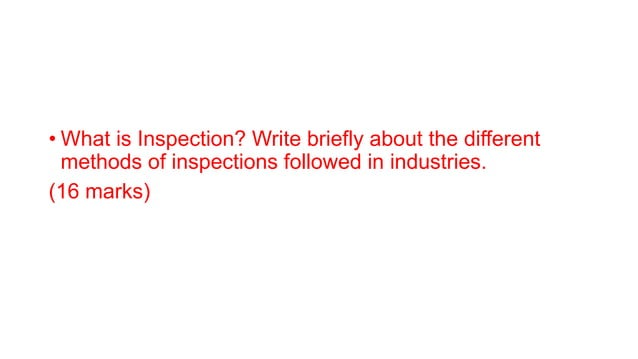 • What is Inspection? Write briefly about the different
methods of inspections followed in industries.
(16 marks)